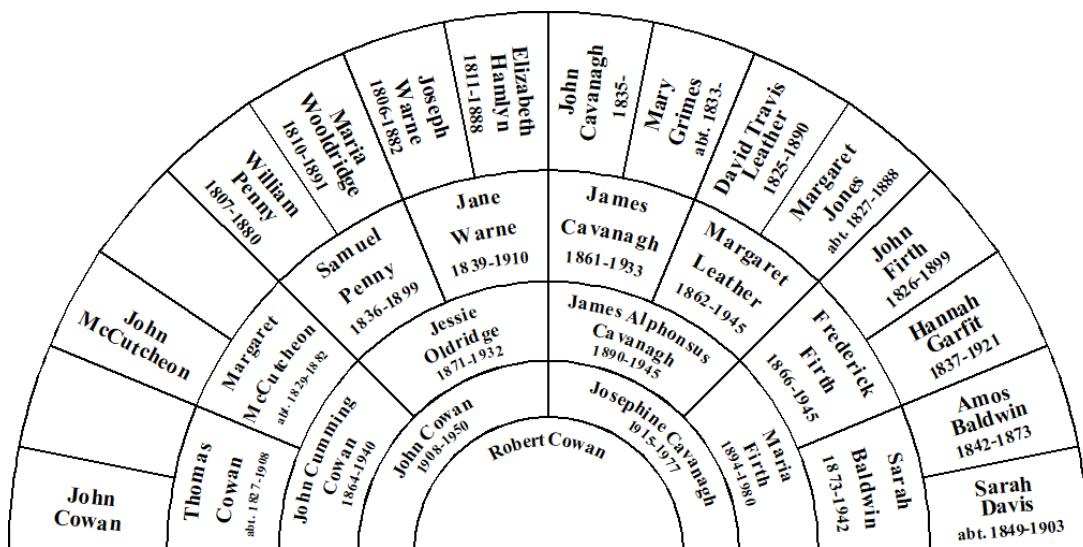 John
Cowan
John
McCutcheon
William
Penny
1807-1880
Maria
Wooldridge
1810-1891
Joseph
Warne
1806-1882
Elizabeth
Hamlyn
1811-1888
John
Cavanagh
1835-
Mary
Grimes
abt. 1833-
David Travis
Leather
1825-1890
Margaret
Jones
abt. 1827-1888
John
Firth
1826-1899
Hannah
Garfit
1837-1921
Amos
Baldwin
1842-1873
Sarah
Davis
abt. 1849-1903
Thomas
Cowan
abt. 1827-1908
Margaret
McCutcheon
abt. 1829-1882
Samuel
Penny
1836-1899
Jane
Warne
1839-1910
James
Cavanagh
1861-1933
Margaret
Leather
1862-1945
Frederick
Firth
1866-1945
Sarah
Baldwin
1873-1942
John Cumming
Cowan
1864-1940
Jessie
Oldridge
1871-1932
James Alphonsus
Cavanagh
1890-1945
Maria
Firth
1894-1980
John Cowan
1908-1950
Josephine Cavanagh
1915-1977
Robert Cowan